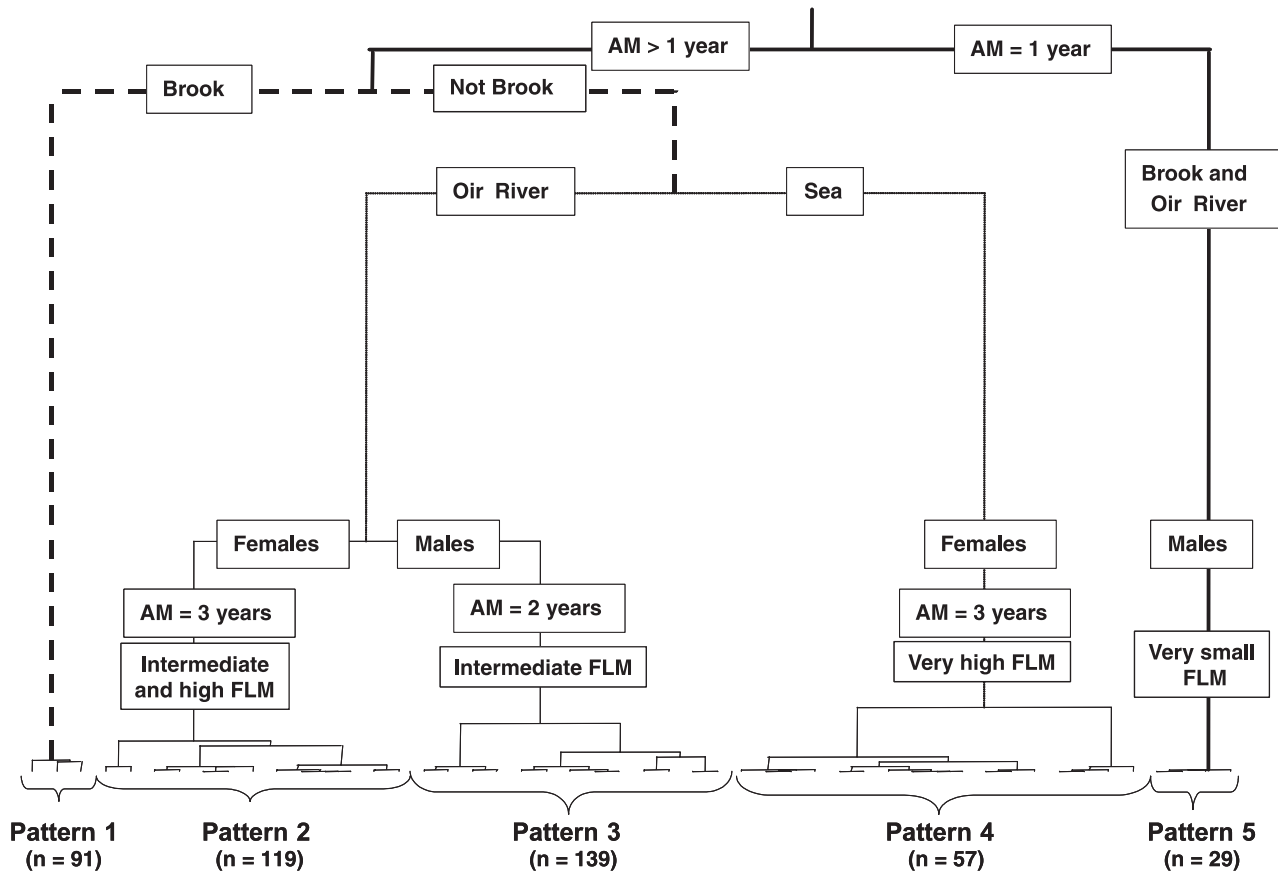 AM > 1 year
AM = 1 year
Brook
Not Brook
Oir River
Sea
Brook and
Oir River
Females
Males
Females
Males
AM = 3 years
AM = 2 years
AM = 3 years
Intermediate
and high FLM
Intermediate FLM
Very high FLM
Very small
FLM
Pattern 1
(n = 91)
Pattern 2
(n = 119)
Pattern 3
(n = 139)
Pattern 4
(n = 57)
Pattern 5
(n = 29)